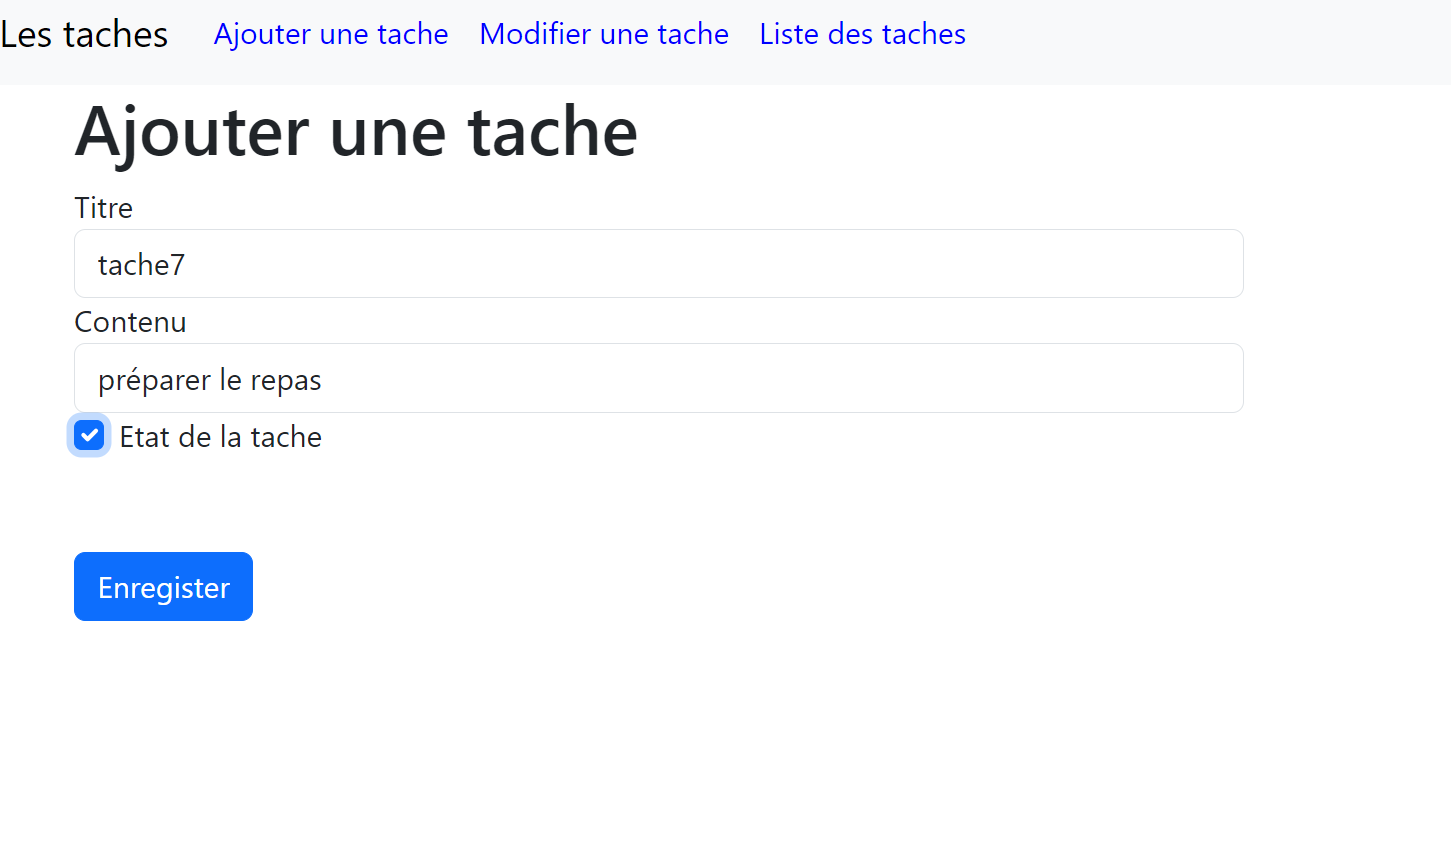 Les taches Ajouter une tache Modifier une tache Liste des taches
Ajouter une tache
Titre
tache7
Contenu
préparer le repas
Etat de la tache
Enregister